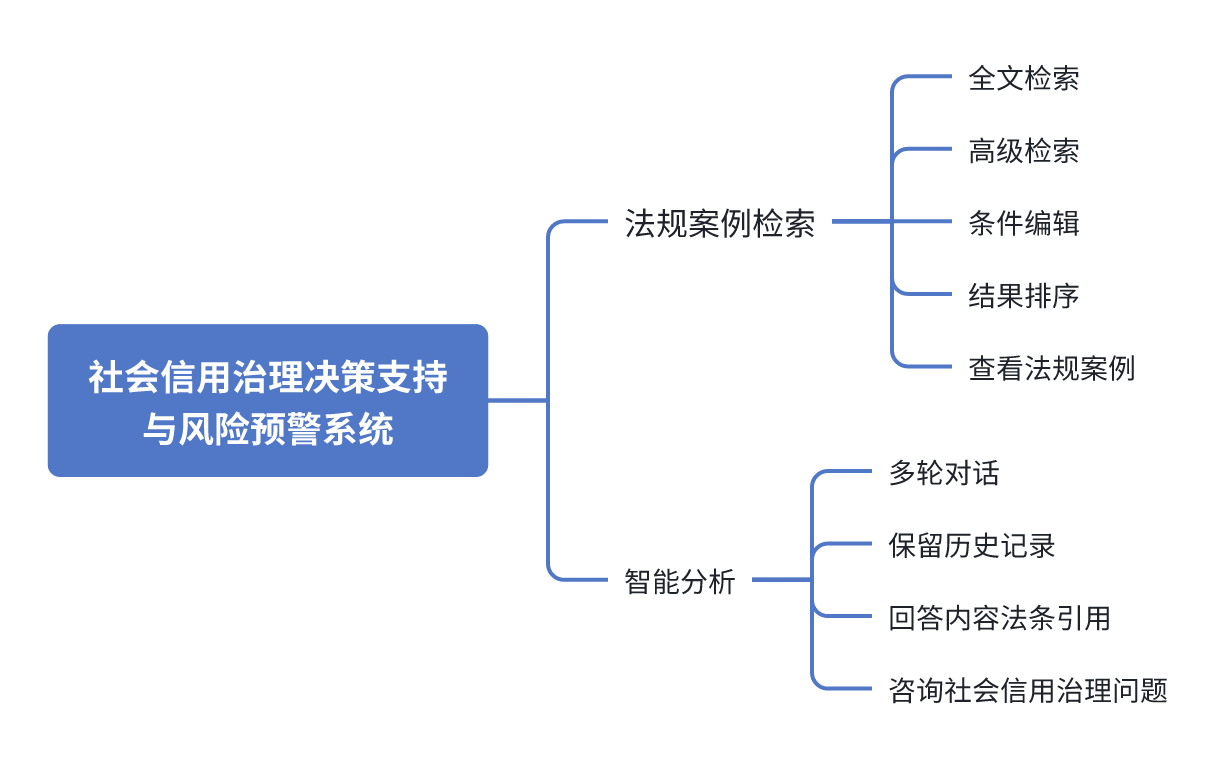 社会信用治理决策支持
与风险预警系统
法规案例检索
全文检索
高级检索
条件编辑
结果排序
查看法规案例
智能分析
多轮对话
保留历史记录
回答内容法条引用
咨询社会信用治理问题